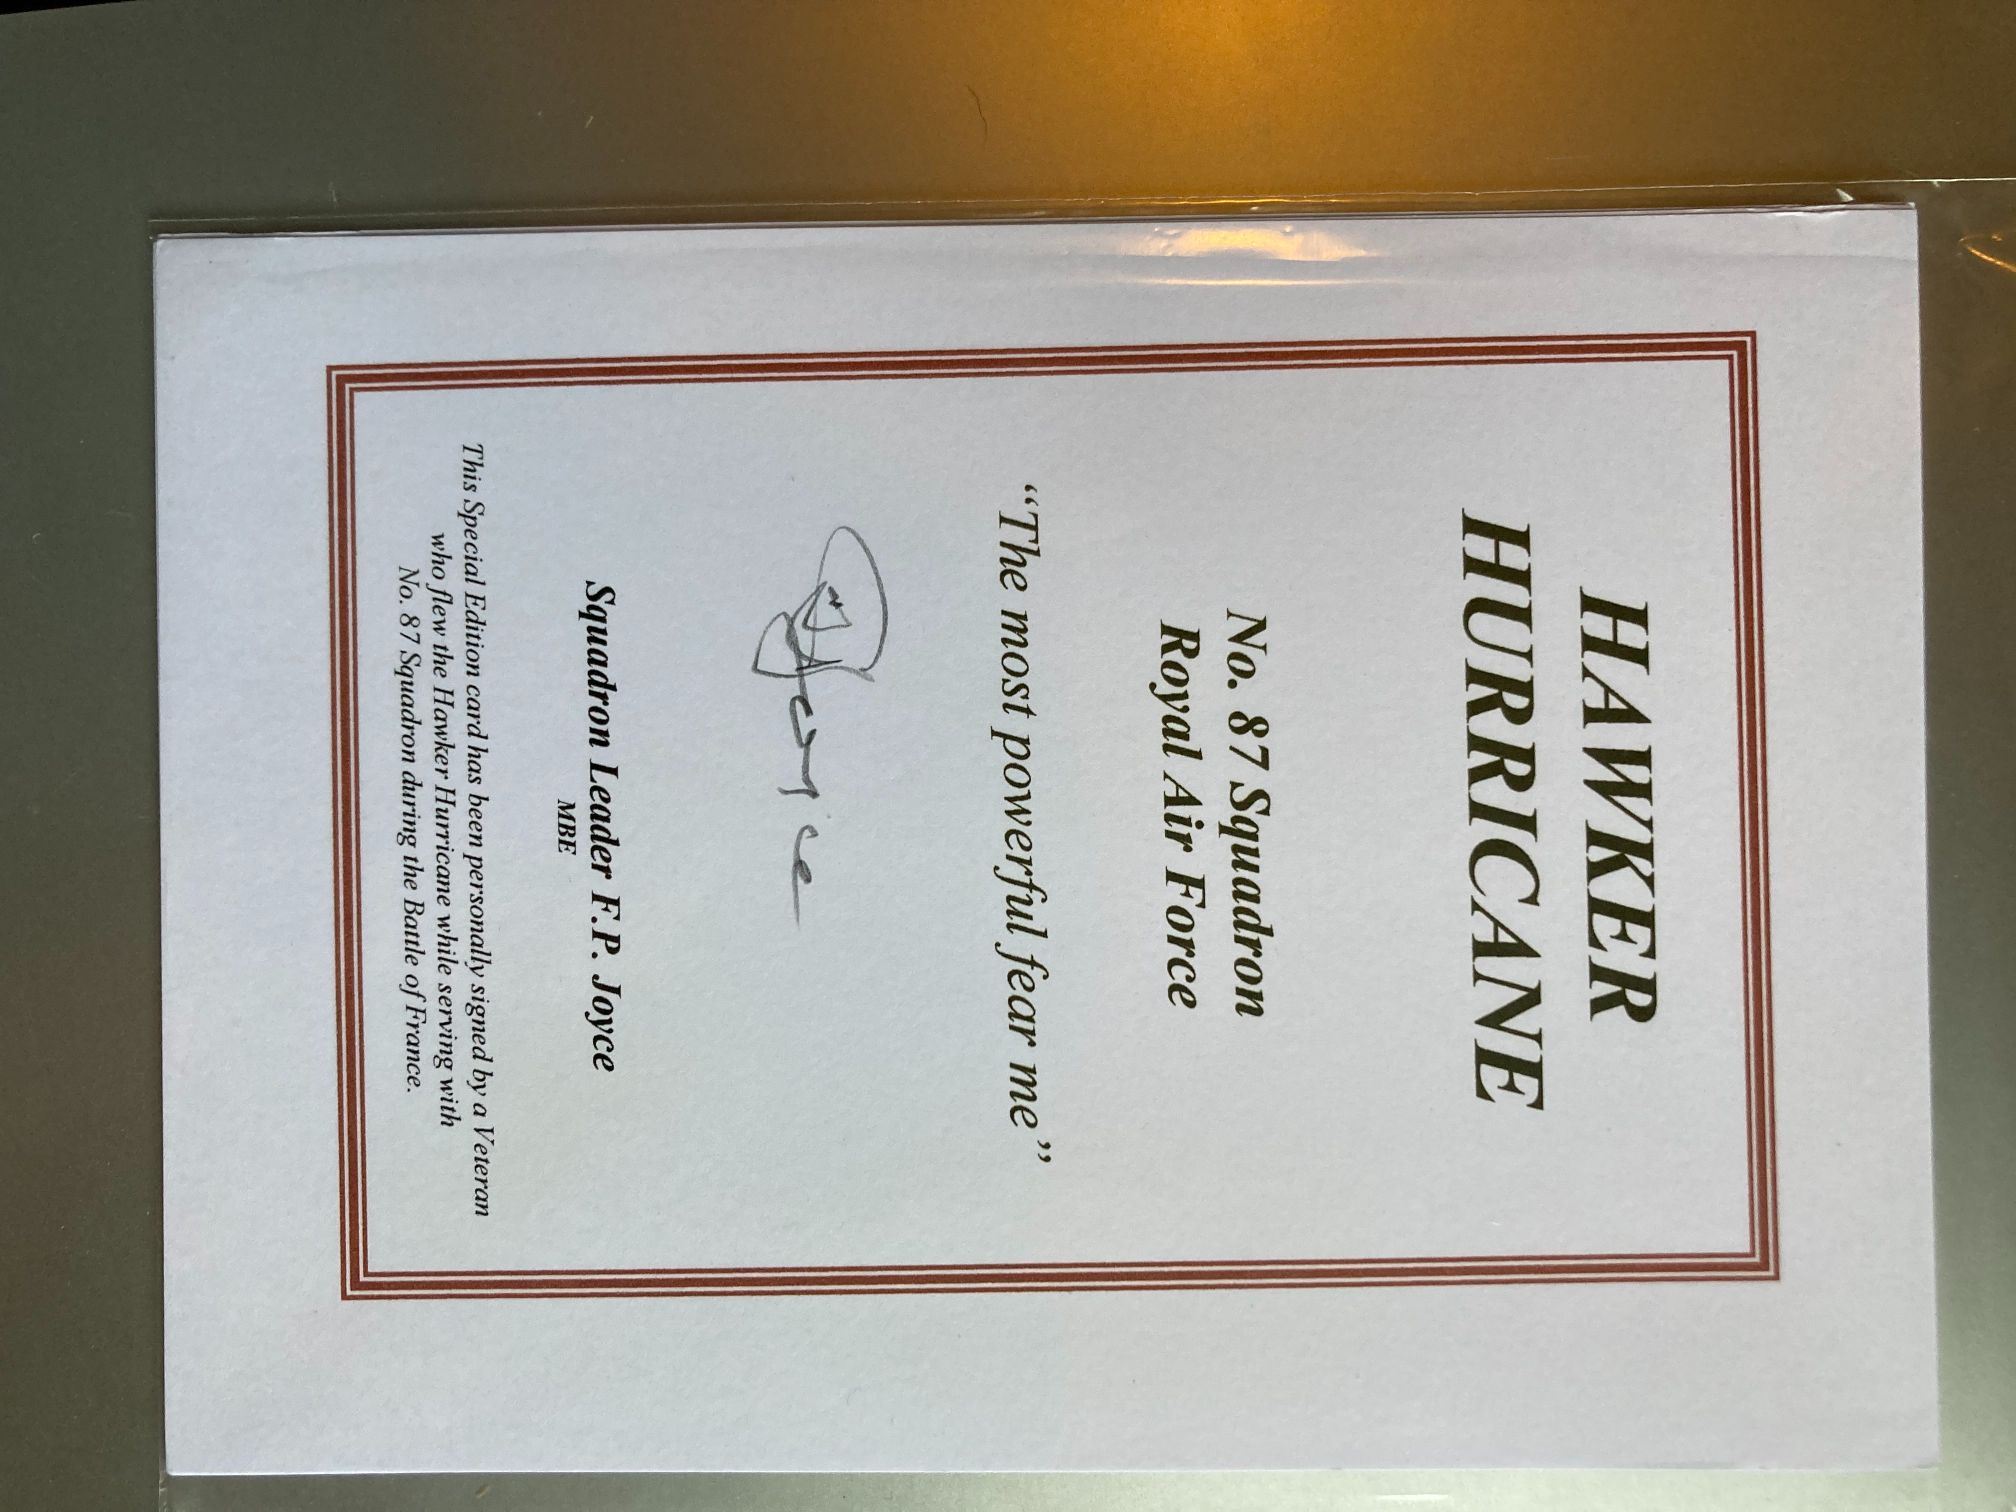 HAWKER
HURRICANE
No. 87 Squadron
Royal Air Force
“The most powerful fear me”
Squadron Leader F.P. Joyce
MBE
This Special Edition card has been personally signed by a Veteran
who flew the Hawker Hurricane while serving with
No. 87 Squadron during the Battle of France.